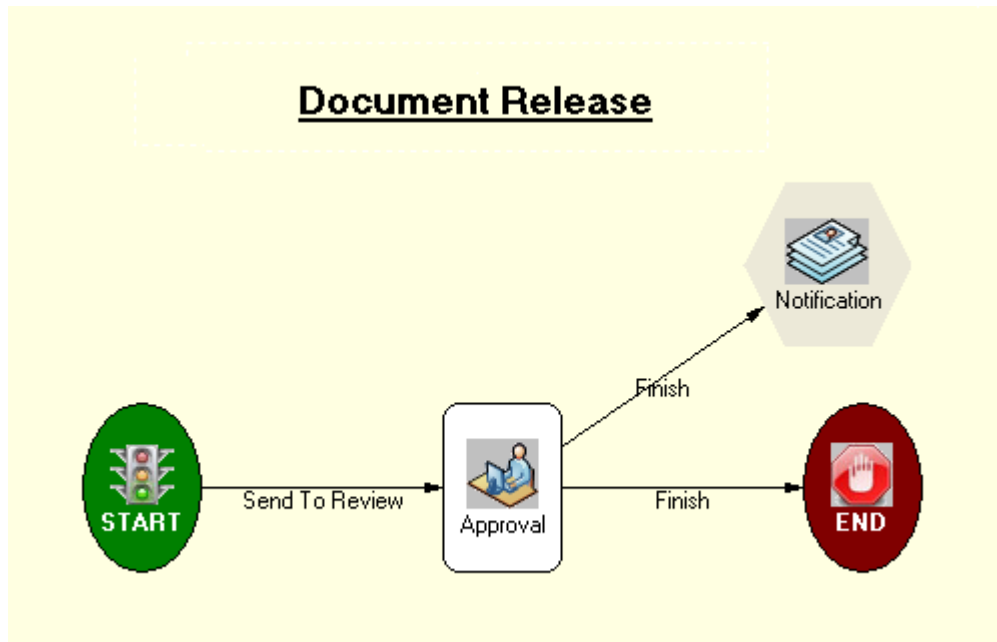 Document Release
Notification
Finish
START
Send To Review
Approval
Finish
END